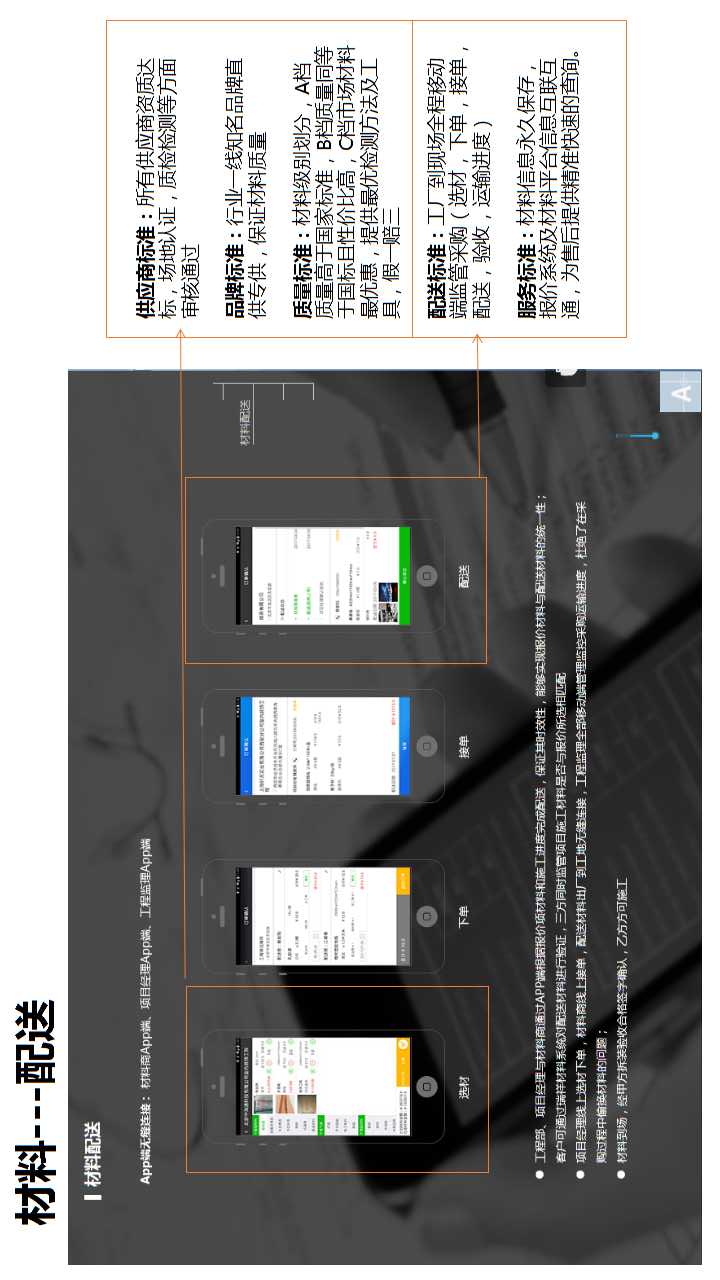 材料---配送
材料配送
App端无缝连接：材料商App端、项目经理App端、工程监理App端
材料配送
选材
下单
接单
配送
订单确认
订单确认
订单确认
工程部、项目经理与材料商通过APP端根据报价项材料和施工进度完成配送，保证其时效性，能够实现报价材料与配送材料的统一性；
客户可通过瑞祥材料系统对配送材料进行验证，三方同时监管项目施工材料是否与报价所选相匹配
项目经理线上选材下单，材料商线上接单，配送材料出厂到工地无缝连接，工程监理全部移动端管理监控采购运输进度，杜绝了在采
购过程中偷换材料的问题；
材料到场，经甲方拆装验收合格签字确认，乙方方可施工
A
供应商标准：所有供应商资质达
标，场地认证，质检检测等方面
审核通过
品牌标准：行业一线知名品牌直
供专供，保证材料质量
质量标准：材料级别划分，A档
质量高于国家标准，B档质量同等
于国标且性价比高，C档市场材料
最优惠，提供最优检测方法及工
具，假一赔三
配送标准：工厂到现场全程移动
端监管采购（选材，下单，接单，
配送，验收，运输进度）
服务标准：材料信息永久保存，
报价系统及材料平台信息互联互
通，为售后提供精准快速的查询。